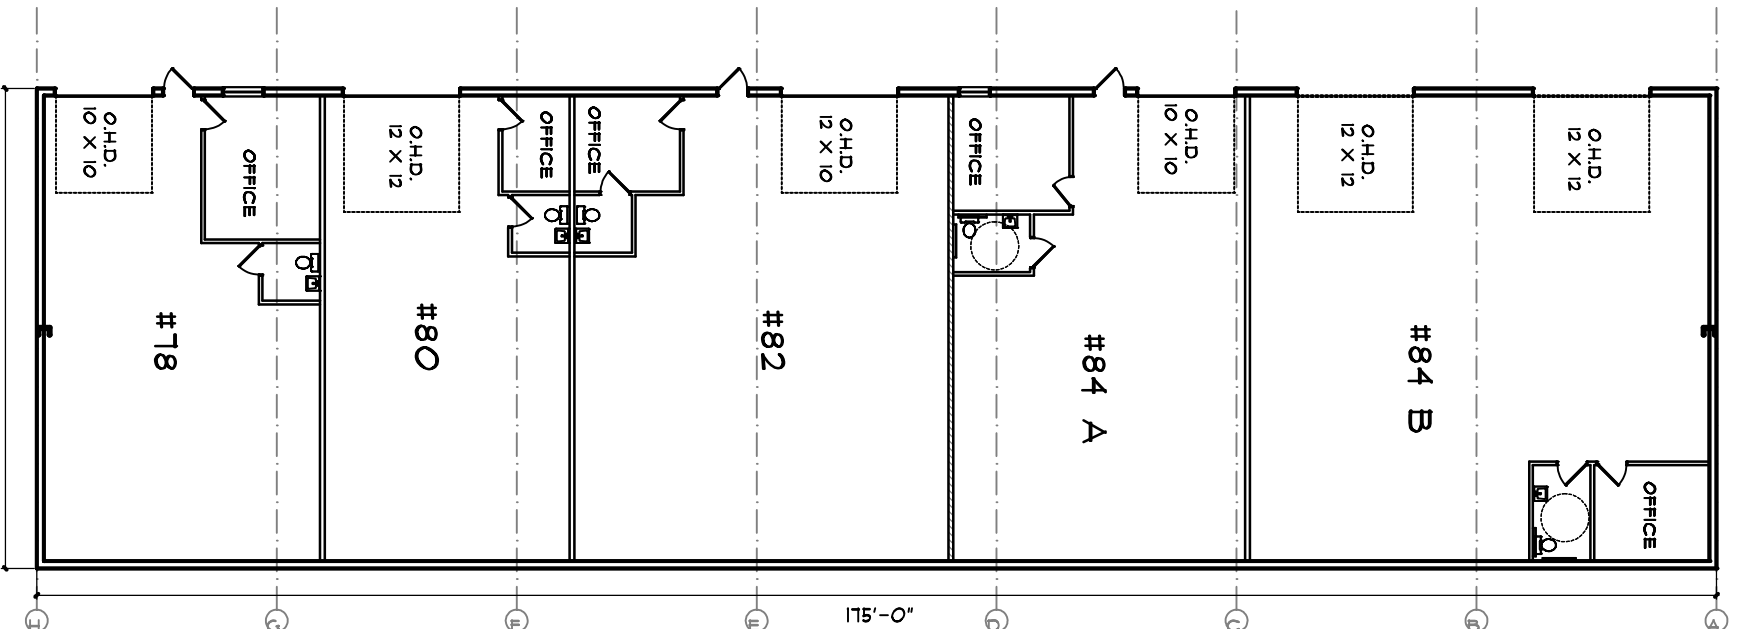 O.H.D.
10 X 10
OFFICE
#78
O.H.D.
12 X 12
#80
OFFICE
OFFICE
O.H.D.
12 X 10
#82
OFFICE
O.H.D.
10 X 10
#84 A
O.H.D.
12 X 12
O.H.D.
12 X 12
#84 B
OFFICE
175'-0"